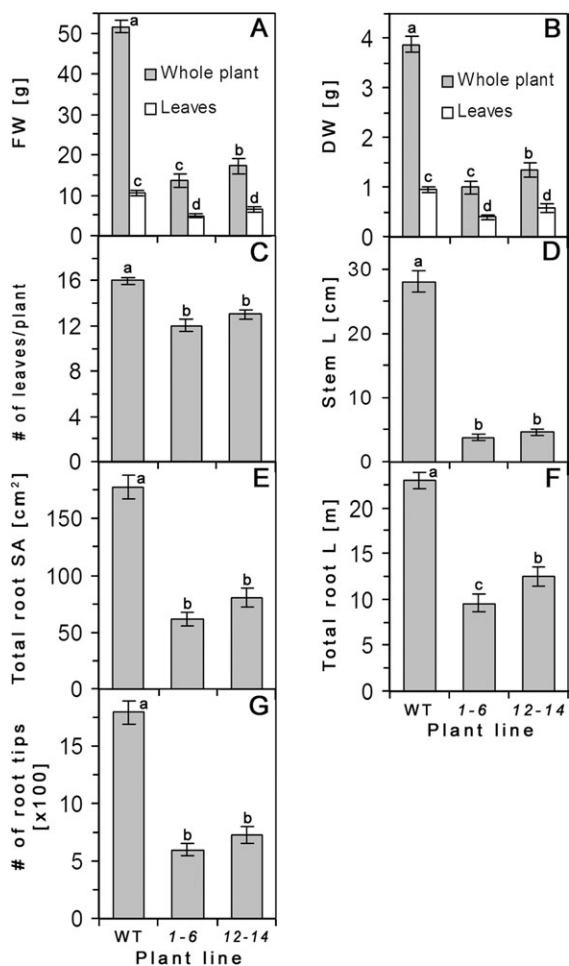 A
FW [g]
50
40
30
20
10
0
Whole plant
Leaves
a
c
c
d
b
d
B
DW [g]
4
3
2
1
0
Whole plant
Leaves
a
c
c
d
b
d
C
# of leaves/plant
16
12
8
4
0
a
b
b
D
Stem L [cm]
30
20
10
0
a
b
b
E
Total root SA [cm²]
150
100
50
0
a
b
b
F
Total root L [m]
20
15
10
5
0
a
c
b
WT 1-6 12-14
Plant line
G
# of root tips
[x100]
15
10
5
0
a
b
b
WT 1-6 12-14
Plant line